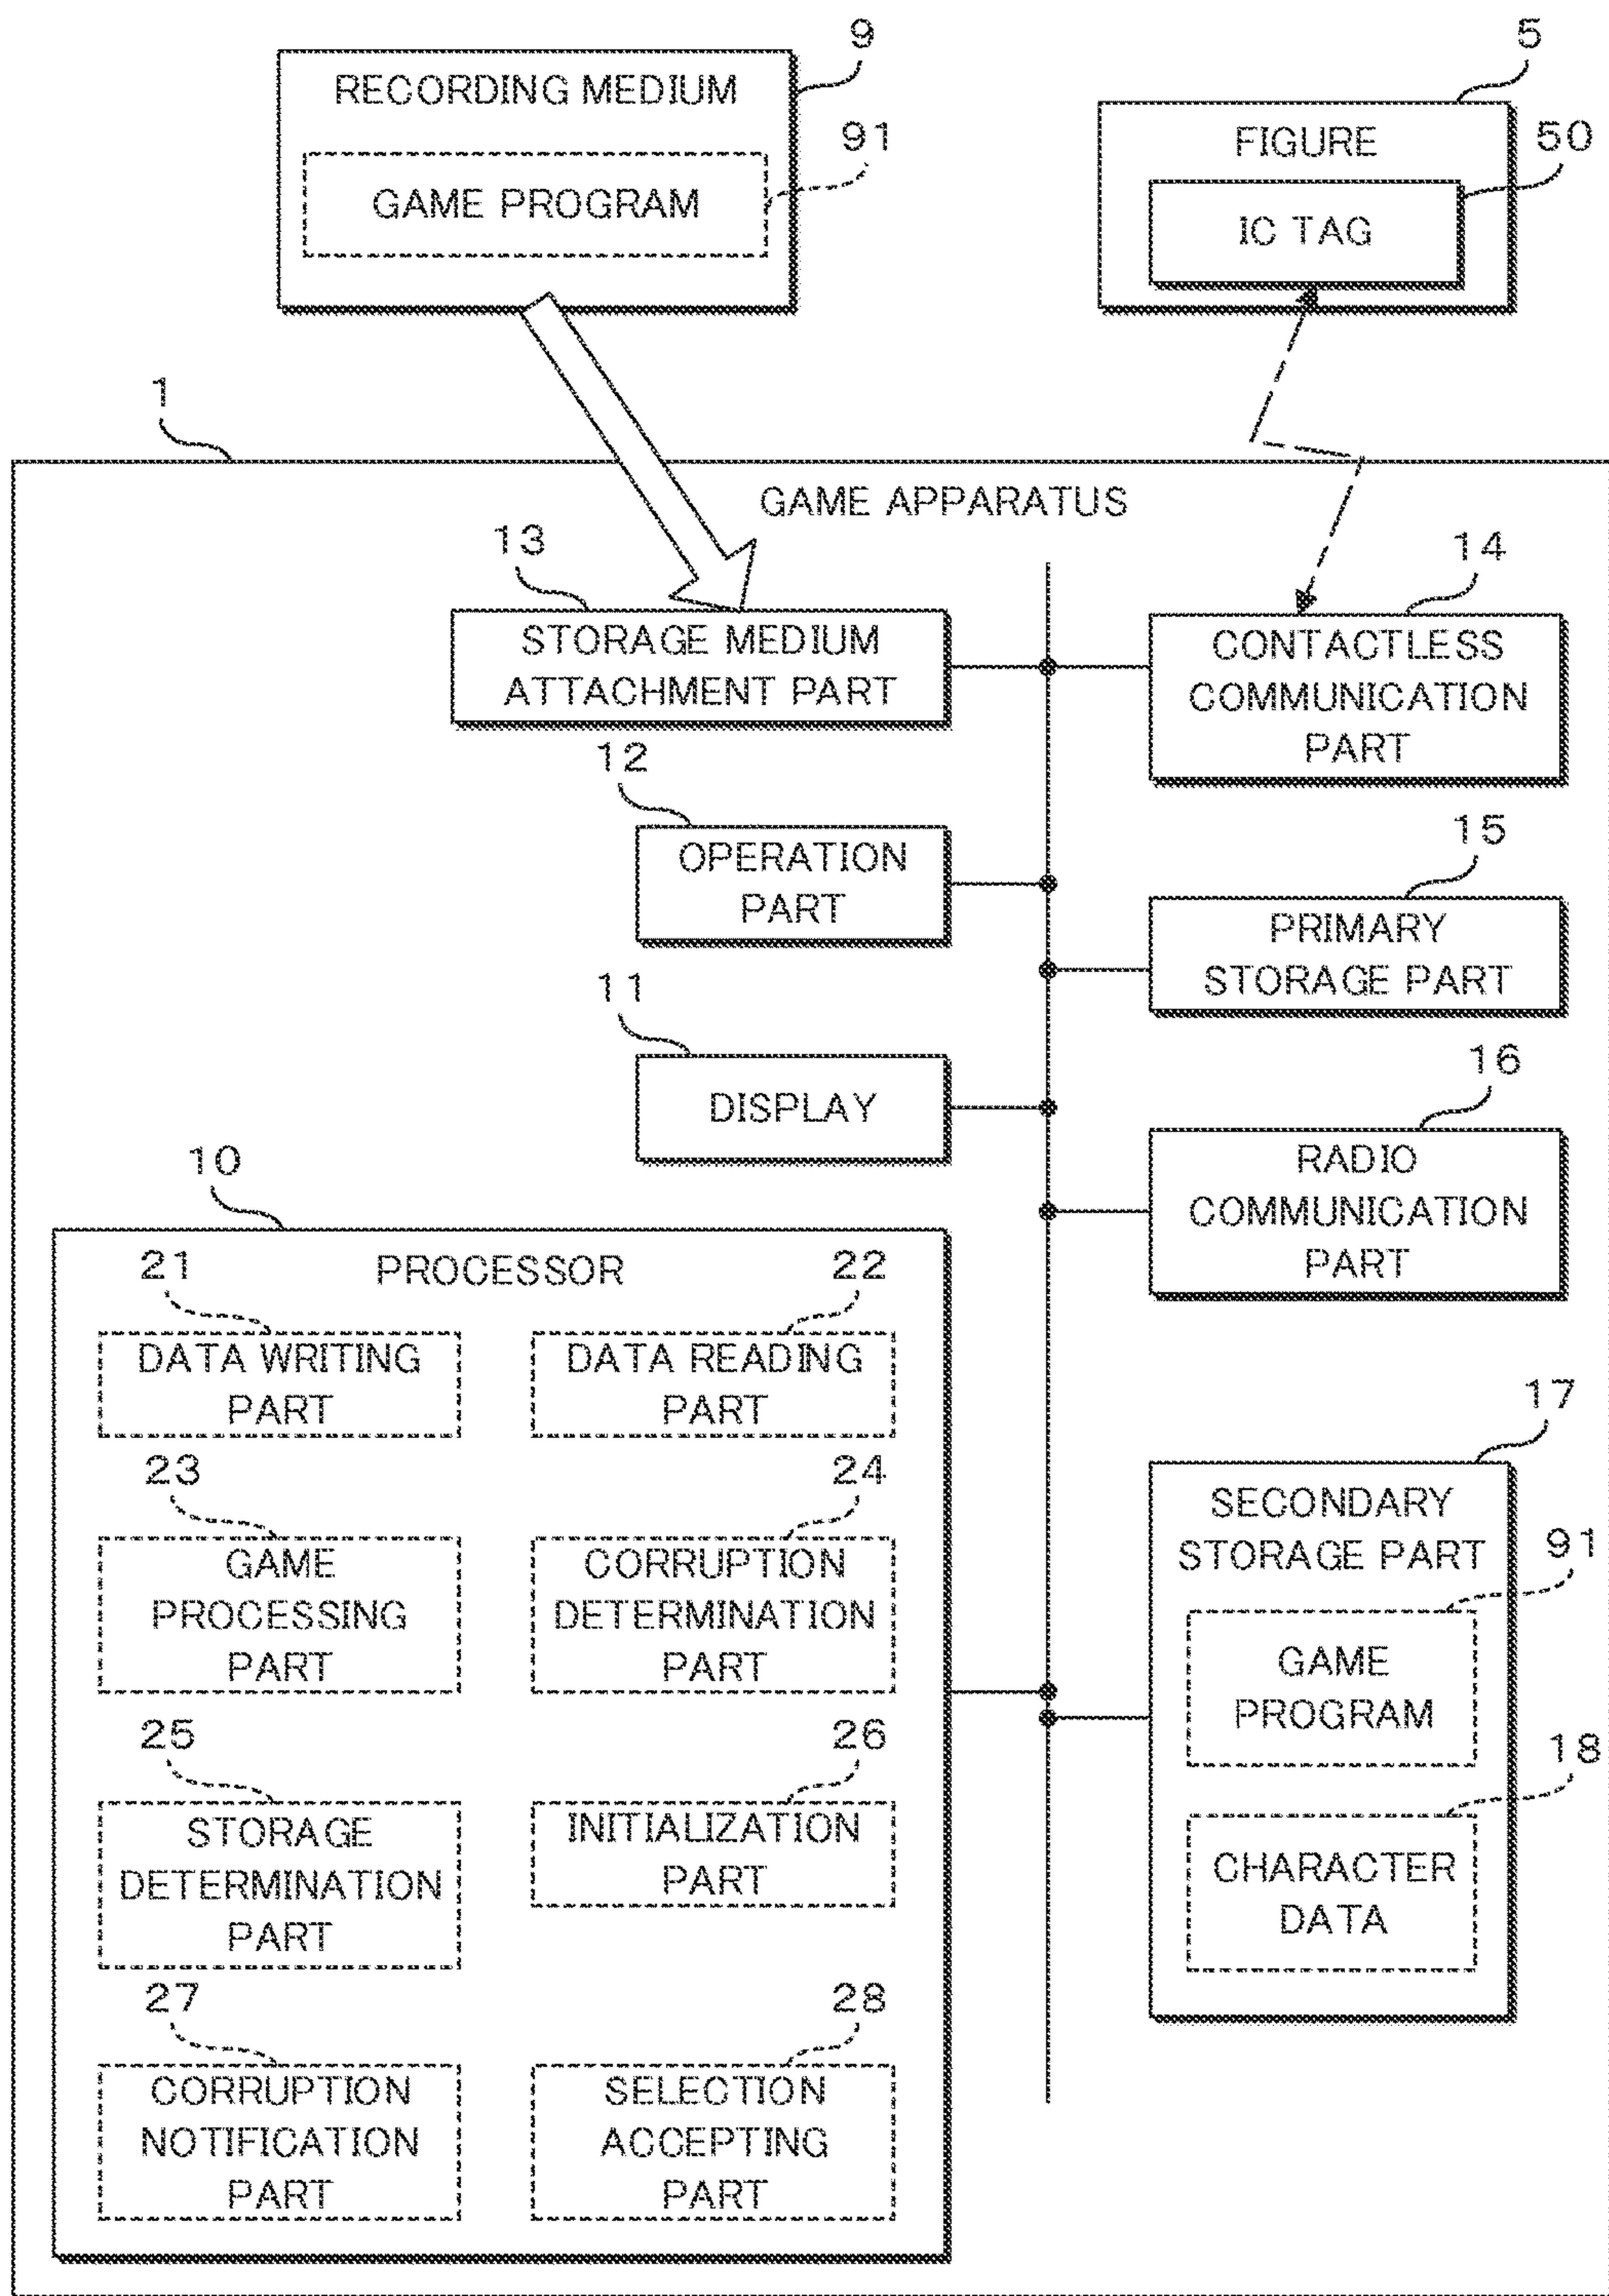 9
RECORDING MEDIUM
91
GAME PROGRAM
5
FIGURE
50
IC TAG
1
GAME APPARATUS
13
STORAGE MEDIUM
ATTACHMENT PART
14
CONTACTLESS
COMMUNICATION
PART
12
OPERATION
PART
15
PRIMARY
STORAGE PART
11
DISPLAY
16
RADIO
COMMUNICATION
PART
10
PROCESSOR
21
DATA WRITING
PART
22
DATA READING
PART
23
GAME
PROCESSING
PART
24
CORRUPTION
DETERMINATION
PART
25
STORAGE
DETERMINATION
PART
26
INITIALIZATION
PART
27
CORRUPTION
NOTIFICATION
PART
28
SELECTION
ACCEPTING
PART
17
SECONDARY
STORAGE PART
91
GAME
PROGRAM
18
CHARACTER
DATA